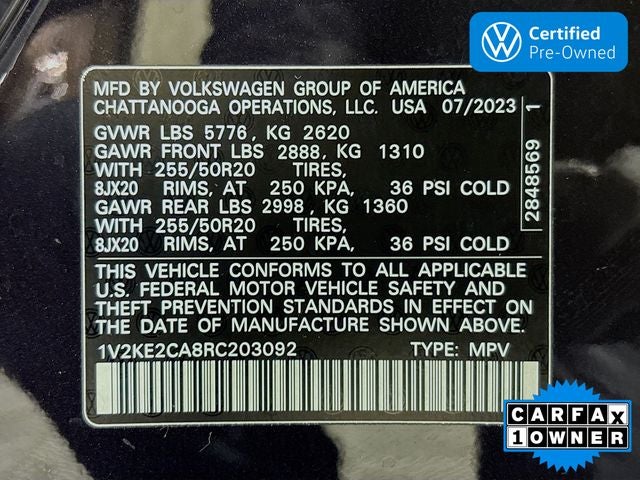 Certified
Pre-Owned
MFD BY VOLKSWAGEN GROUP OF AMERICA
CHATTANOOGA OPERATIONS, LLC. USA 07/2023
GVWR LBS 5776, KG 2620
GAWR FRONT LBS 2888, KG 1310
WITH 255/50R20 TIRES,
8JX20 RIMS, AT 250 KPA, 36 PSI COLD
GAWR REAR LBS 2998, KG 1360
WITH 255/50R20 TIRES,
8JX20 RIMS, AT 250 KPA, 36 PSI COLD
2848569 1
THIS VEHICLE CONFORMS TO ALL APPLICABLE
U.S. FEDERAL MOTOR VEHICLE SAFETY AND
THEFT PREVENTION STANDARDS IN EFFECT ON
THE DATE OF MANUFACTURE SHOWN ABOVE.
1V2KE2CA8RC203092 TYPE: MPV
CARFAX
1 OWNER